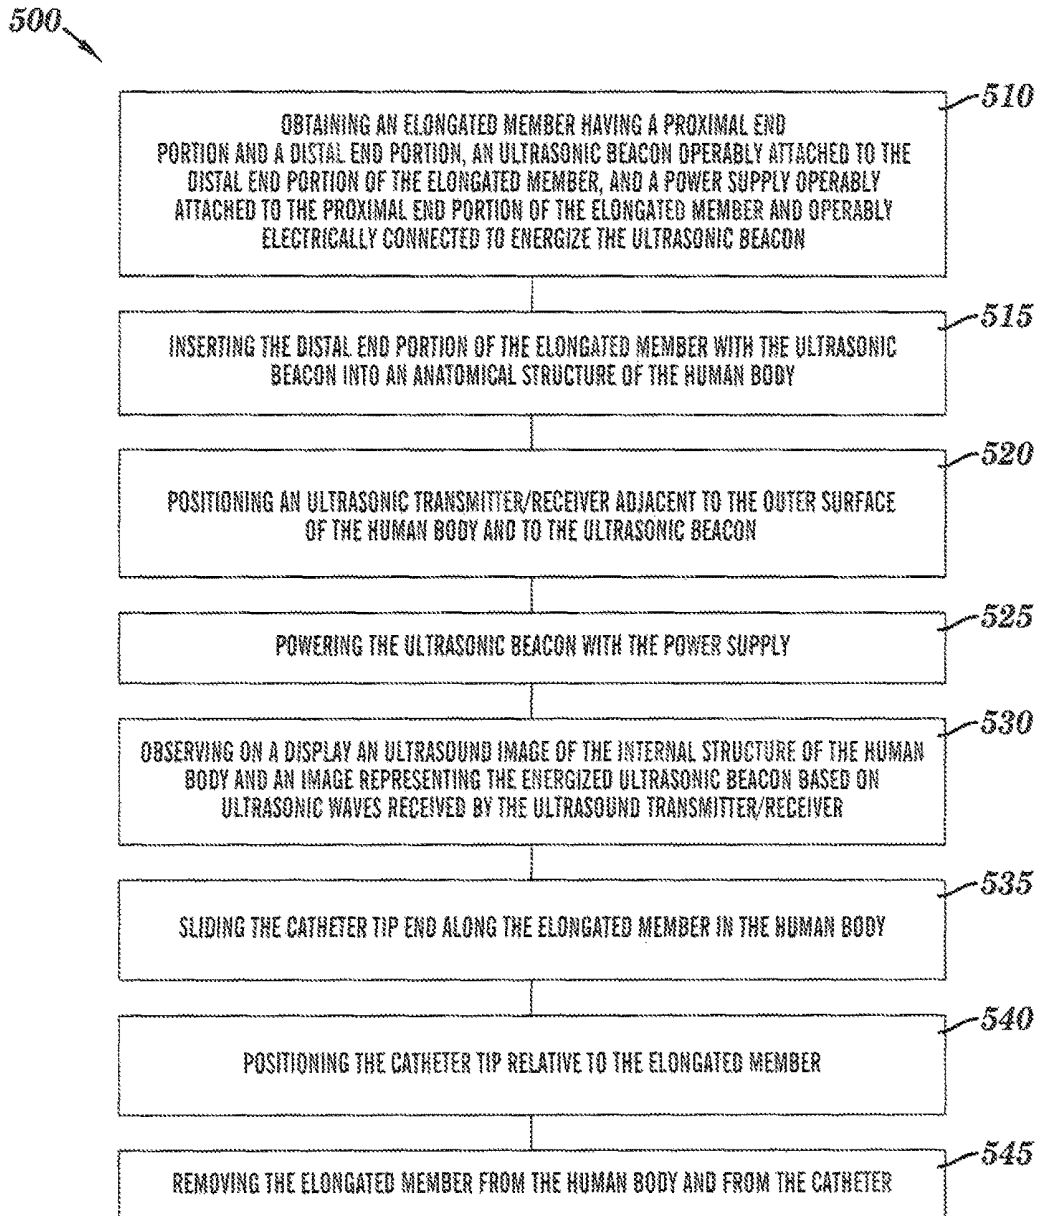 500
510
OBTAINING AN ELONGATED MEMBER HAVING A PROXIMAL END
PORTION AND A DISTAL END PORTION, AN ULTRASONIC BEACON OPERABLY ATTACHED TO THE
DISTAL END PORTION OF THE ELONGATED MEMBER, AND A POWER SUPPLY OPERABLY
ATTACHED TO THE PROXIMAL END PORTION OF THE ELONGATED MEMBER AND OPERABLY
ELECTRICALLY CONNECTED TO ENERGIZE THE ULTRASONIC BEACON
515
INSERTING THE DISTAL END PORTION OF THE ELONGATED MEMBER WITH THE ULTRASONIC
BEACON INTO AN ANATOMICAL STRUCTURE OF THE HUMAN BODY
520
POSITIONING AN ULTRASONIC TRANSMITTER/RECEIVER ADJACENT TO THE OUTER SURFACE
OF THE HUMAN BODY AND TO THE ULTRASONIC BEACON
525
POWERING THE ULTRASONIC BEACON WITH THE POWER SUPPLY
530
OBSERVING ON A DISPLAY AN ULTRASOUND IMAGE OF THE INTERNAL STRUCTURE OF THE HUMAN
BODY AND AN IMAGE REPRESENTING THE ENERGIZED ULTRASONIC BEACON BASED ON
ULTRASONIC WAVES RECEIVED BY THE ULTRASOUND TRANSMITTER/RECEIVER
535
SLIDING THE CATHETER TIP END ALONG THE ELONGATED MEMBER IN THE HUMAN BODY
540
POSITIONING THE CATHETER TIP RELATIVE TO THE ELONGATED MEMBER
545
REMOVING THE ELONGATED MEMBER FROM THE HUMAN BODY AND FROM THE CATHETER